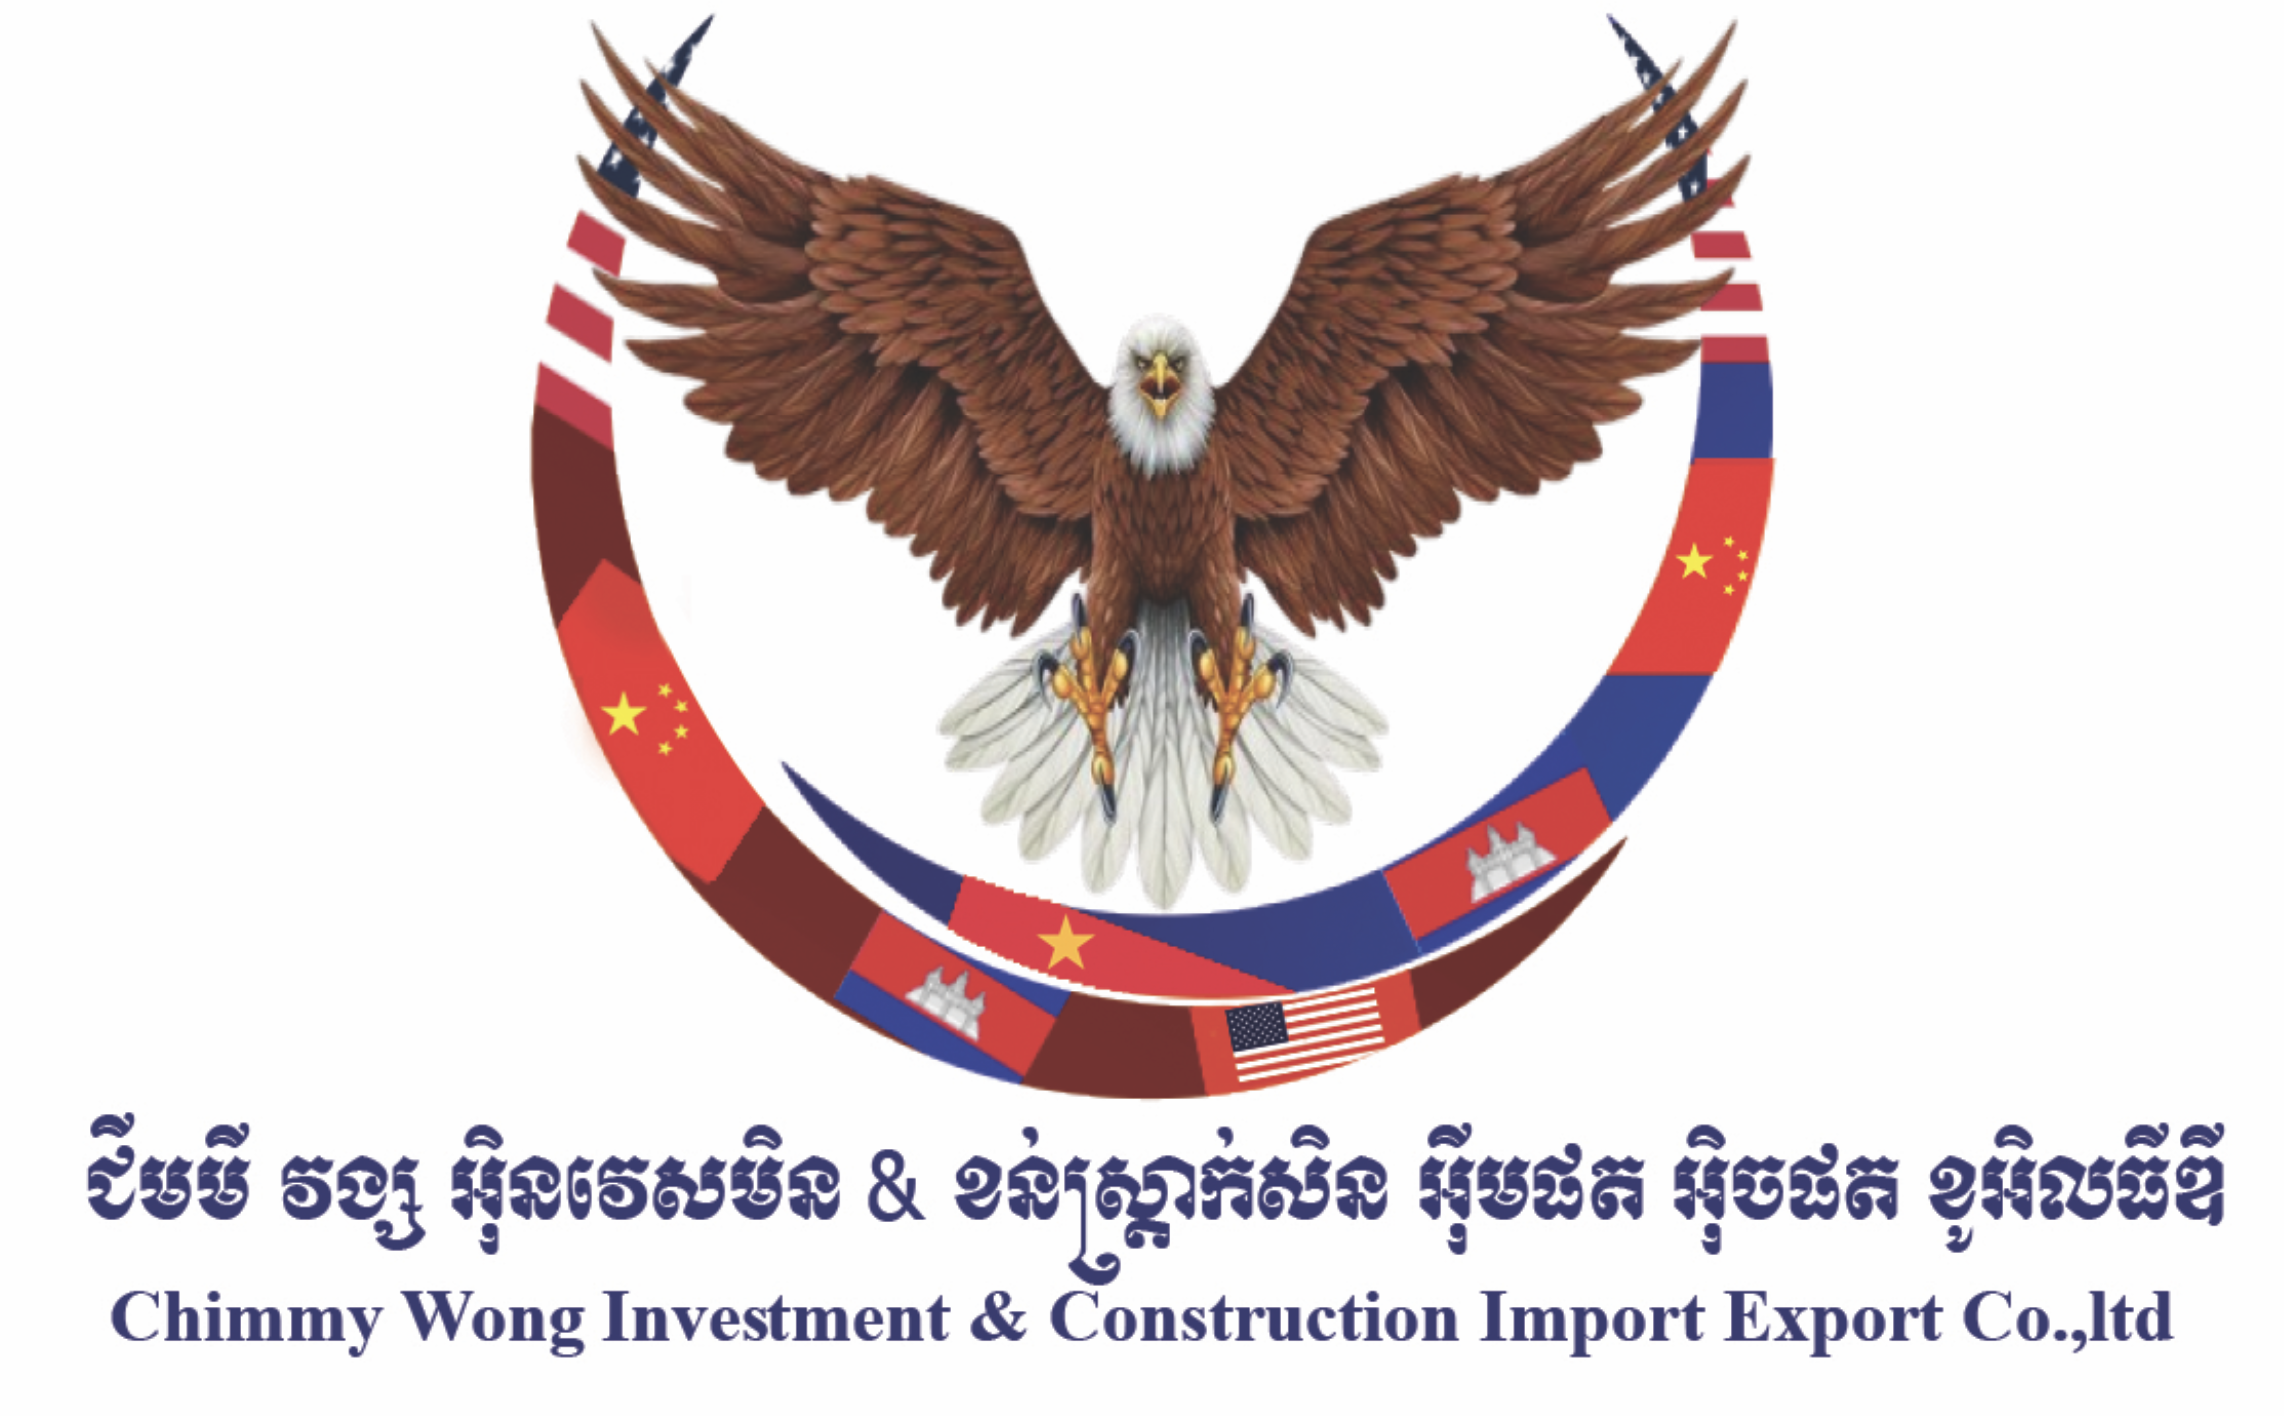 ជីមមី វង្ស អ៊ិនវេសមិន & ខន់ស្ត្រាក់សិន អ៊ីមផត អ៊ិចផត ខូអិលធីឌី
Chimmy Wong Investment & Construction Import Export Co.,ltd